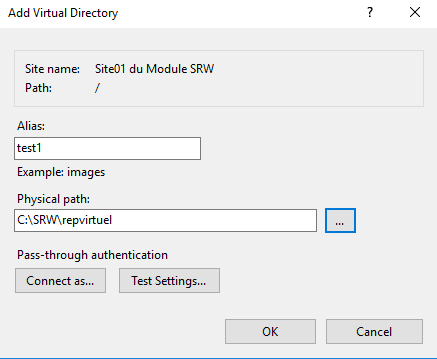 Add Virtual Directory
?
Site name: Site01 du Module SRW
Path: /
Alias:
test1
Example: images
Physical path:
C:\SRW\repvirtuel ...
Pass-through authentication
Connect as... Test Settings...
OK Cancel